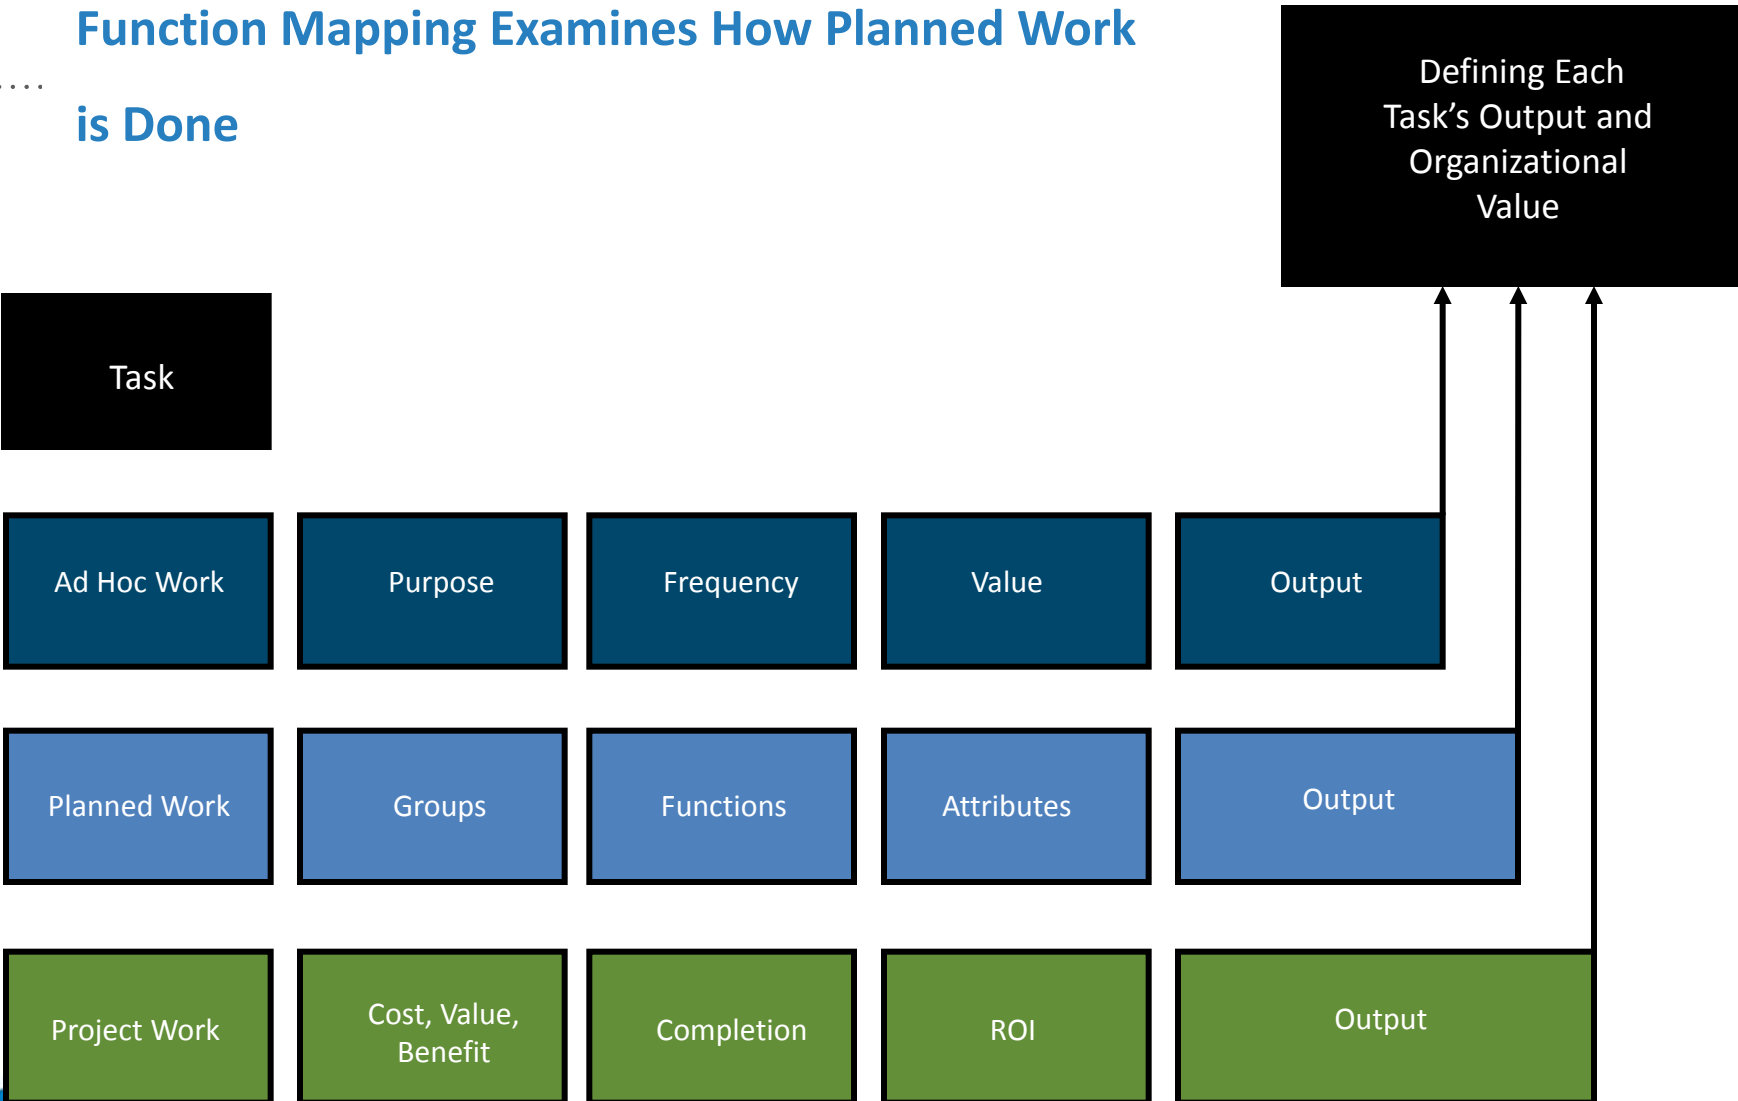 Function Mapping Examines How Planned Work
is Done
Defining Each
Task’s Output and
Organizational
Value
Task
Ad Hoc Work
Purpose
Frequency
Value
Output
Planned Work
Groups
Functions
Attributes
Output
Project Work
Cost, Value,
Benefit
Completion
ROI
Output